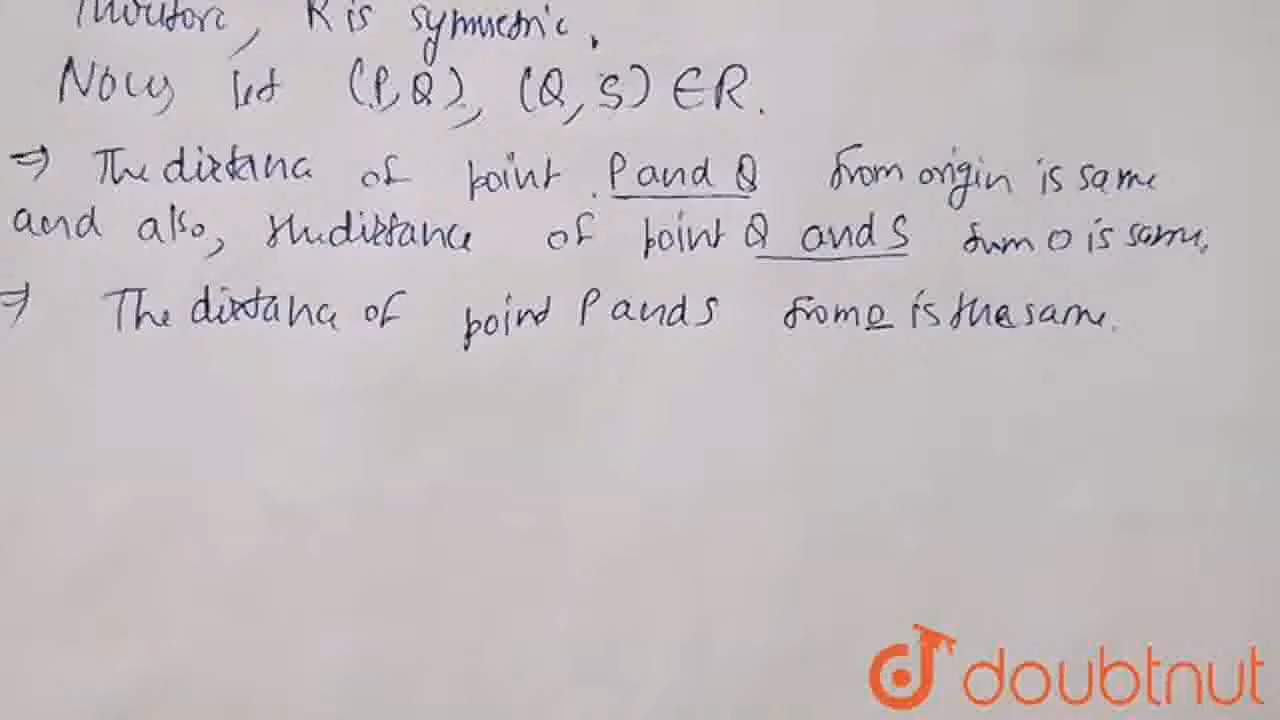 Therefore, R is symmetric.
Now let (P,Q), (Q,S) ∈ R.
⇒ The distance of point P and Q from origin is same
and also, the distance of point Q and S from O is same.
⇒ The distance of point P and S from O is the same.
doubtnut